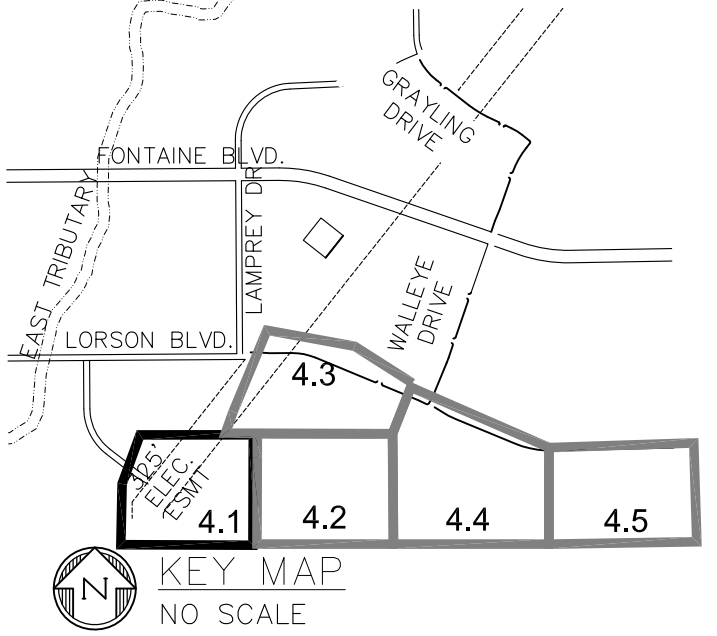 GRAYLING
DRIVE
FONTAINE BLVD.
EAST TRIBUTARY
LAMPREY DR
WALLEYE
DRIVE
LORSON BLVD.
4.3
325'
ELEC.
ESMT
4.1
4.2
4.4
4.5
N
KEY MAP
NO SCALE